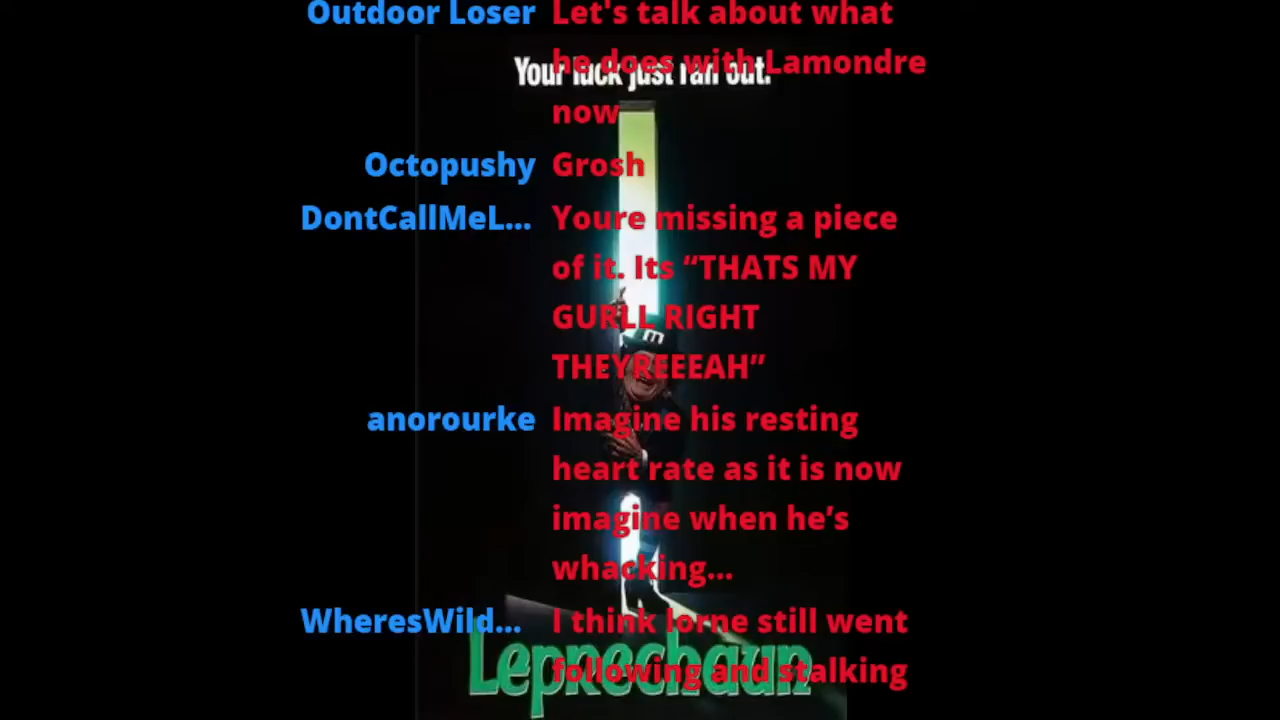 Outdoor Loser Let's talk about what
he does with Lamondre
Your luck just ran out.
now
Octopushy Grosh
DontCallMeL... Youre missing a piece
of it. Its “THATS MY
GURLL RIGHT
THEYREEEAH”
anorourke Imagine his resting
heart rate as it is now
imagine when he’s
whacking...
WheresWild... I think lorne still went
following and stalking
Leprechaun